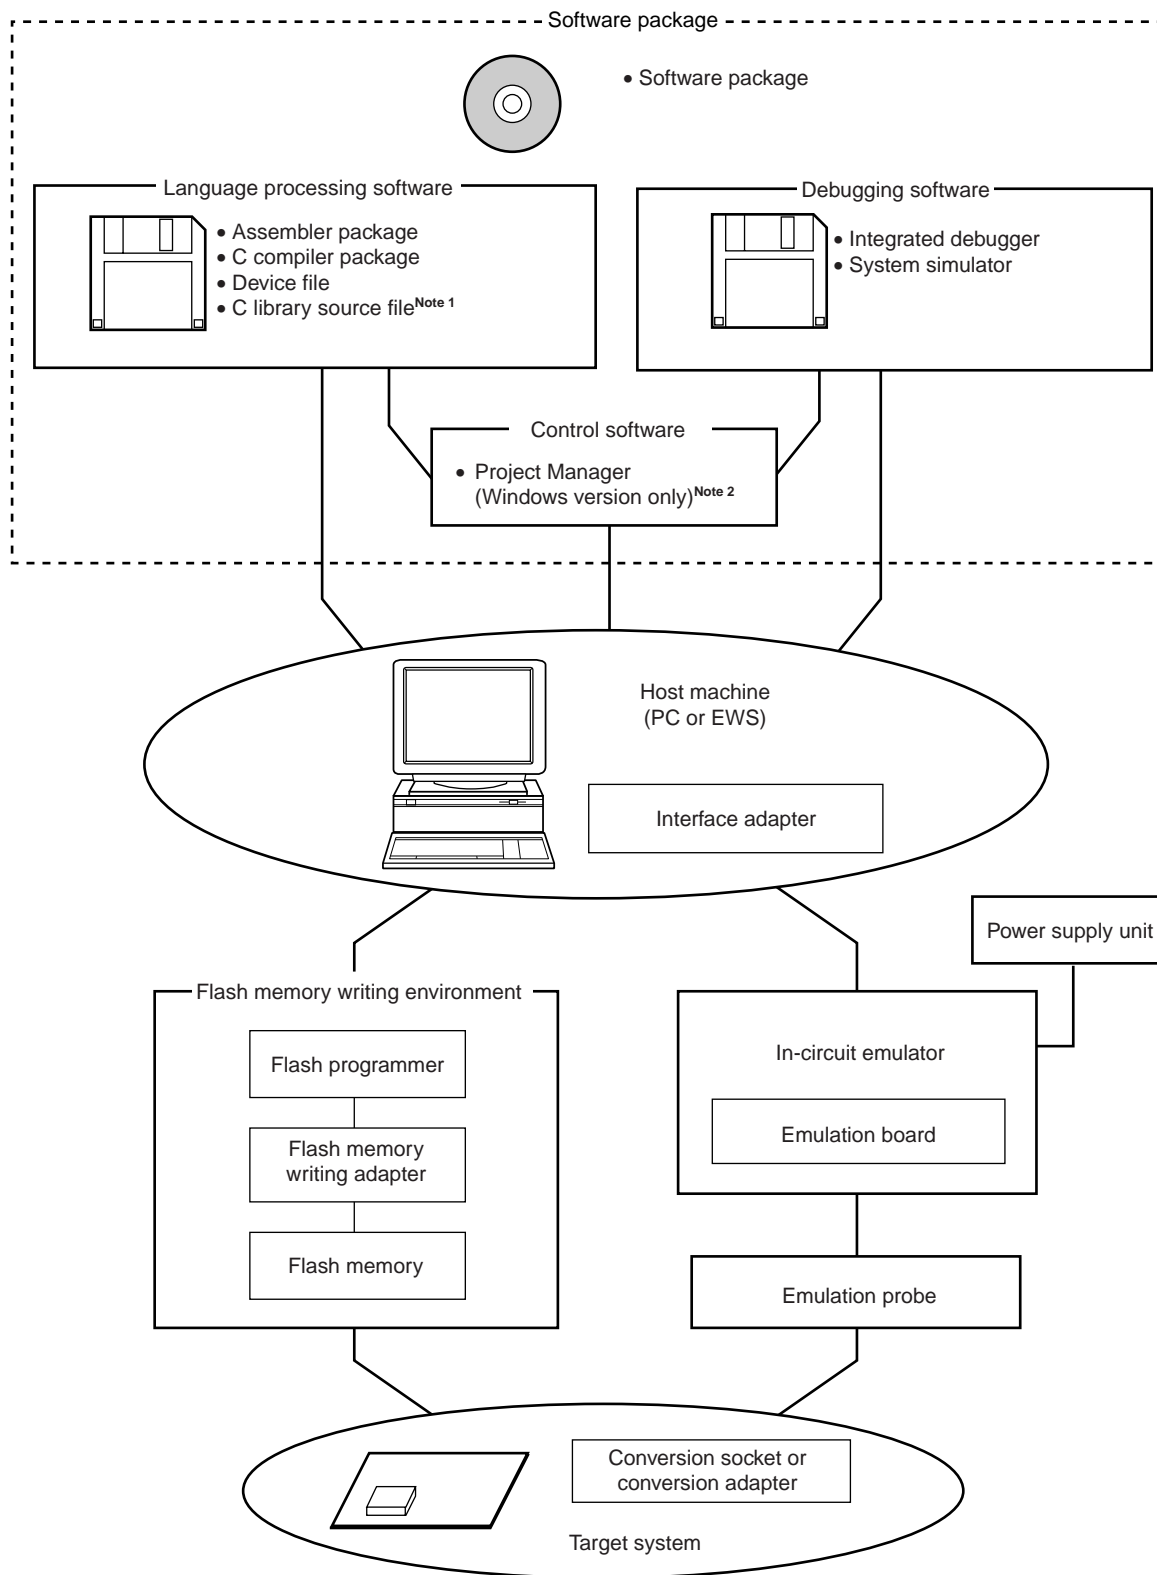 Software package
• Software package
Language processing software
• Assembler package
• C compiler package
• Device file
• C library source file Note 1
Debugging software
• Integrated debugger
• System simulator
Control software
• Project Manager
(Windows version only) Note 2
Host machine
(PC or EWS)
Interface adapter
Power supply unit
Flash memory writing environment
Flash programmer
Flash memory
writing adapter
Flash memory
In-circuit emulator
Emulation board
Emulation probe
Conversion socket or
conversion adapter
Target system